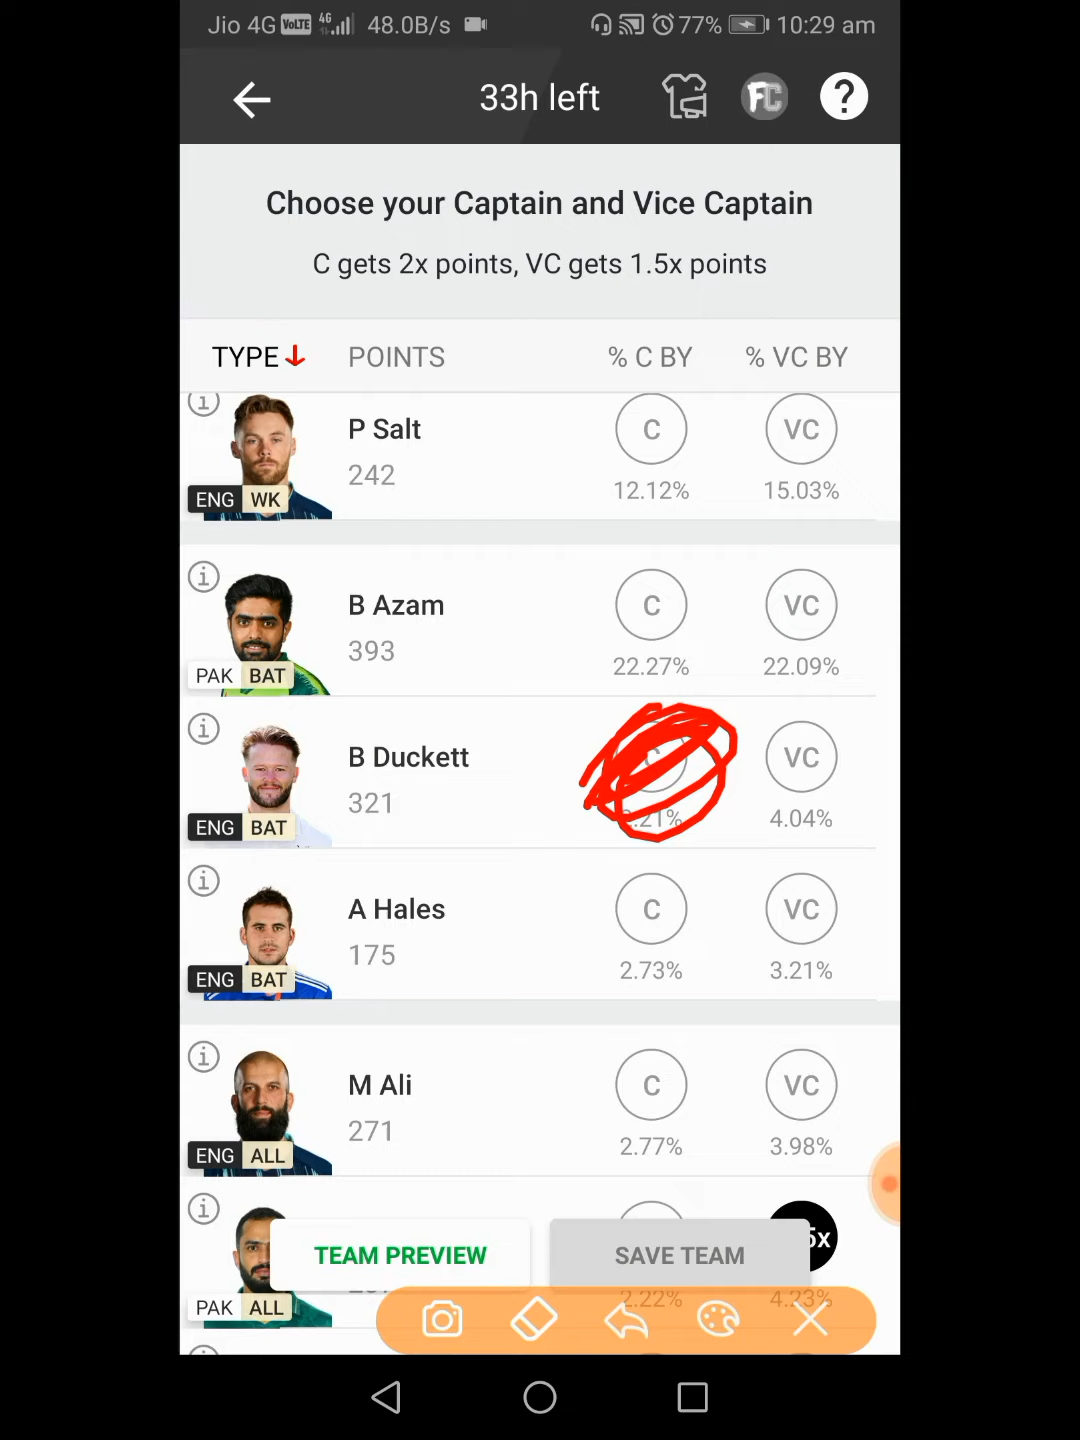 Jio 4G VoLTE 4G 48.0B/s 77% 10:29 am
33h left FC ?
Choose your Captain and Vice Captain
C gets 2x points, VC gets 1.5x points
TYPE POINTS % C BY % VC BY
P Salt C VC
242
12.12% 15.03%
ENG WK
B Azam C VC
393
22.27% 22.09%
PAK BAT
B Duckett C VC
321
.21% 4.04%
ENG BAT
A Hales C VC
175
2.73% 3.21%
ENG BAT
M Ali C VC
271
2.77% 3.98%
ENG ALL
5x
TEAM PREVIEW SAVE TEAM
2.22% 4.23%
PAK ALL